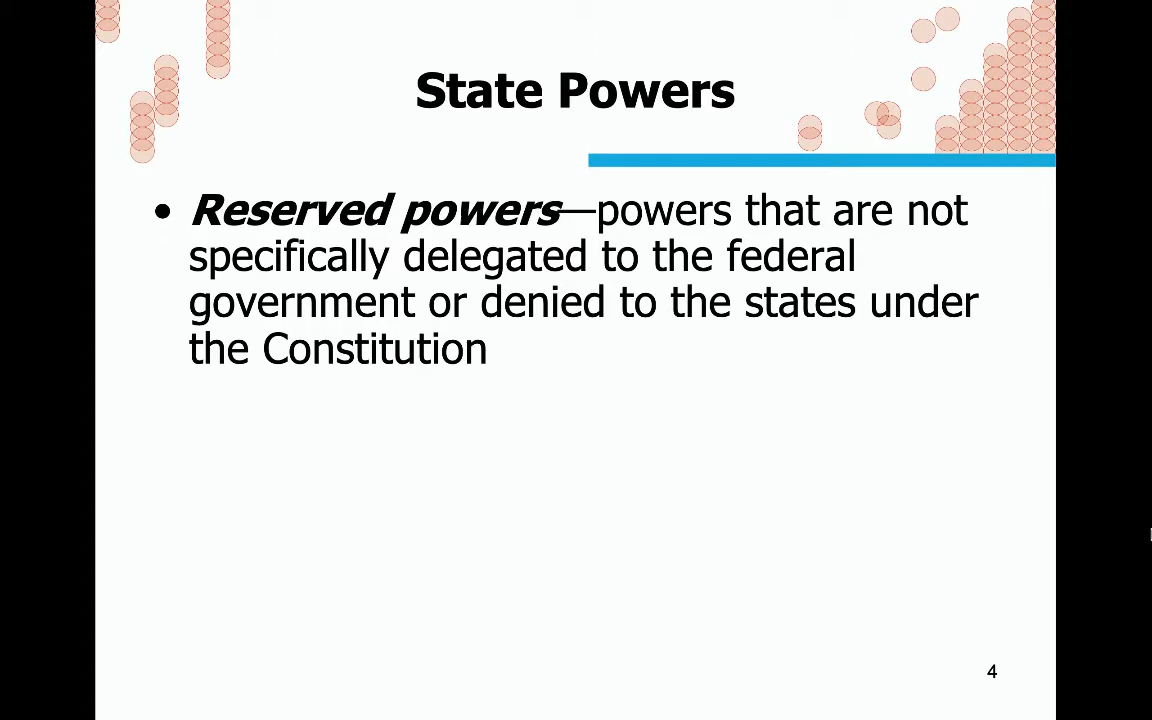 State Powers
• Reserved powers—powers that are not
specifically delegated to the federal
government or denied to the states under
the Constitution
4